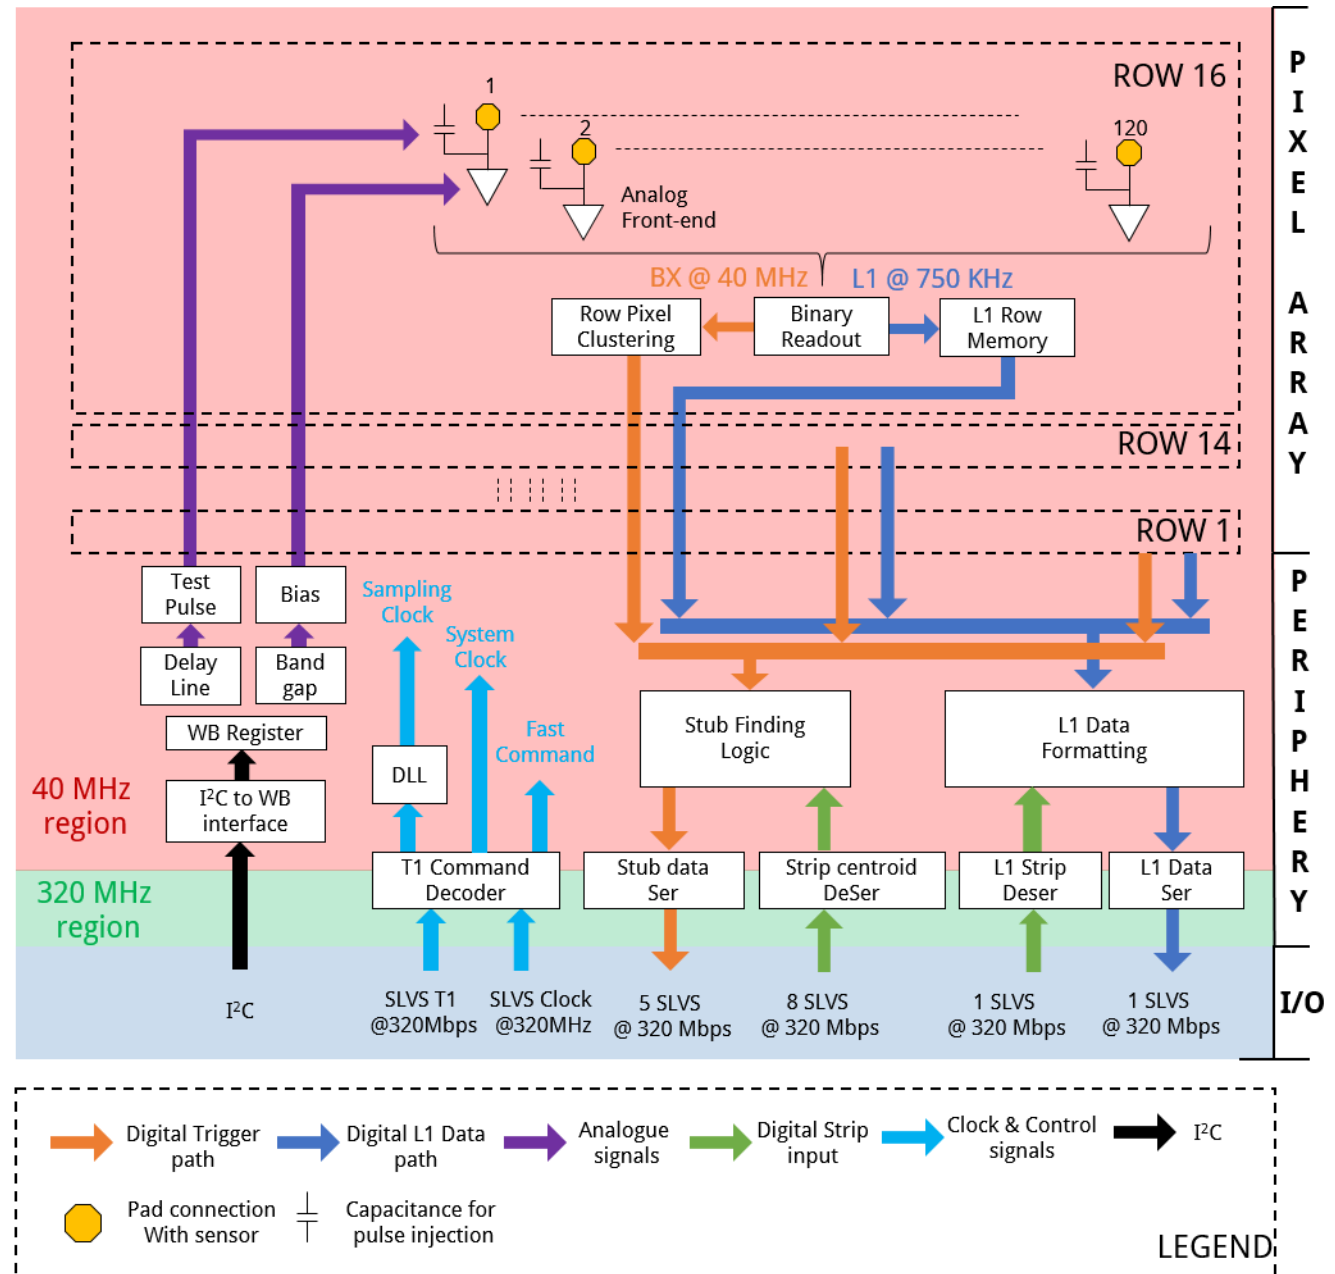 ROW 16
1
2
120
Analog
Front-end
BX @ 40 MHz
L1 @ 750 KHz
Row Pixel
Clustering
Binary
Readout
L1 Row
Memory
ROW 14
ROW 1
PIXEL ARRAY
Test
Pulse
Bias
Delay
Line
Band
gap
WB Register
I²C to WB
interface
Sampling
Clock
System
Clock
Fast
Command
DLL
T1 Command
Decoder
Stub Finding
Logic
L1 Data
Formatting
Stub data
Ser
Strip centroid
DeSer
L1 Strip
Deser
L1 Data
Ser
40 MHz
region
320 MHz
region
PERIPHERY
I²C
SLVS T1
@320Mbps
SLVS Clock
@320MHz
5 SLVS
@ 320 Mbps
8 SLVS
@ 320 Mbps
1 SLVS
@ 320 Mbps
1 SLVS
@ 320 Mbps
I/O
Digital Trigger
path
Digital L1 Data
path
Analogue
signals
Digital Strip
input
Clock & Control
signals
I²C
Pad connection
With sensor
Capacitance for
pulse injection
LEGEND